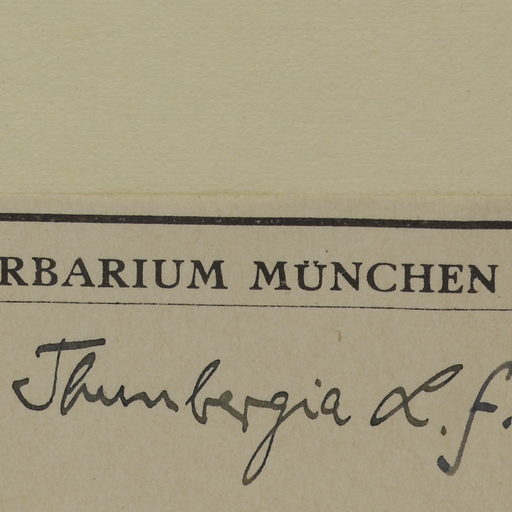 RBARIUM MÜNCHEN
Thunbergia L. f.